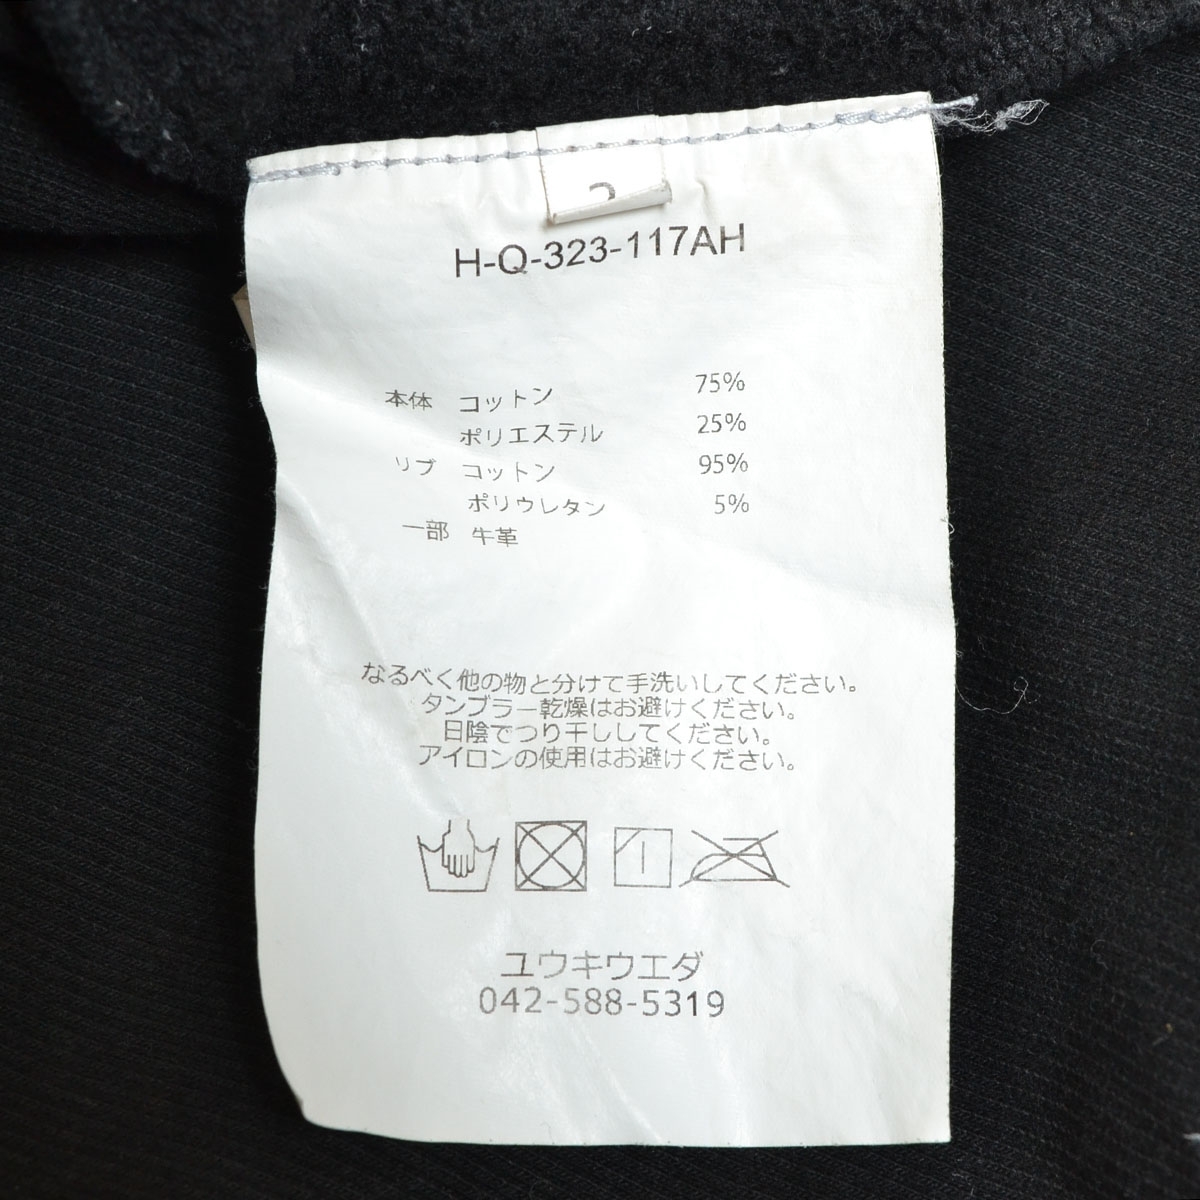 H-Q-323-117AH
本体 コットン 75%
ポリエステル 25%
リブ コットン 95%
ポリウレタン 5%
一部 牛革
なるべく他の物と分けて手洗いしてください。
タンブラー乾燥はお避けください。
日陰でつり干ししてください。
アイロンの使用はお避けください。
ユウキウエダ
042-588-5319